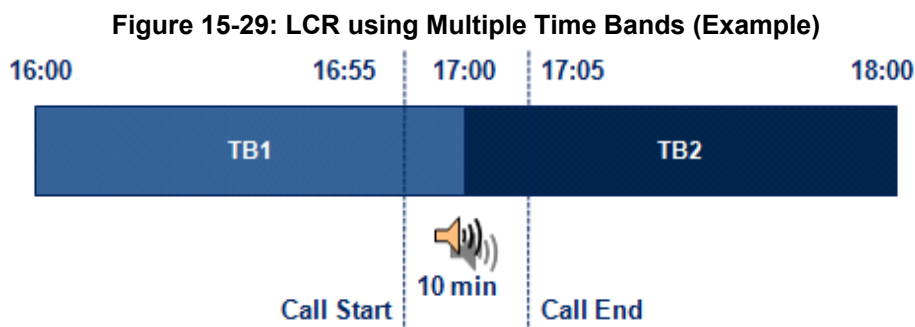 Figure 15-29: LCR using Multiple Time Bands (Example)
16:00 16:55 17:00 17:05 18:00
TB1 TB2
10 min
Call Start Call End